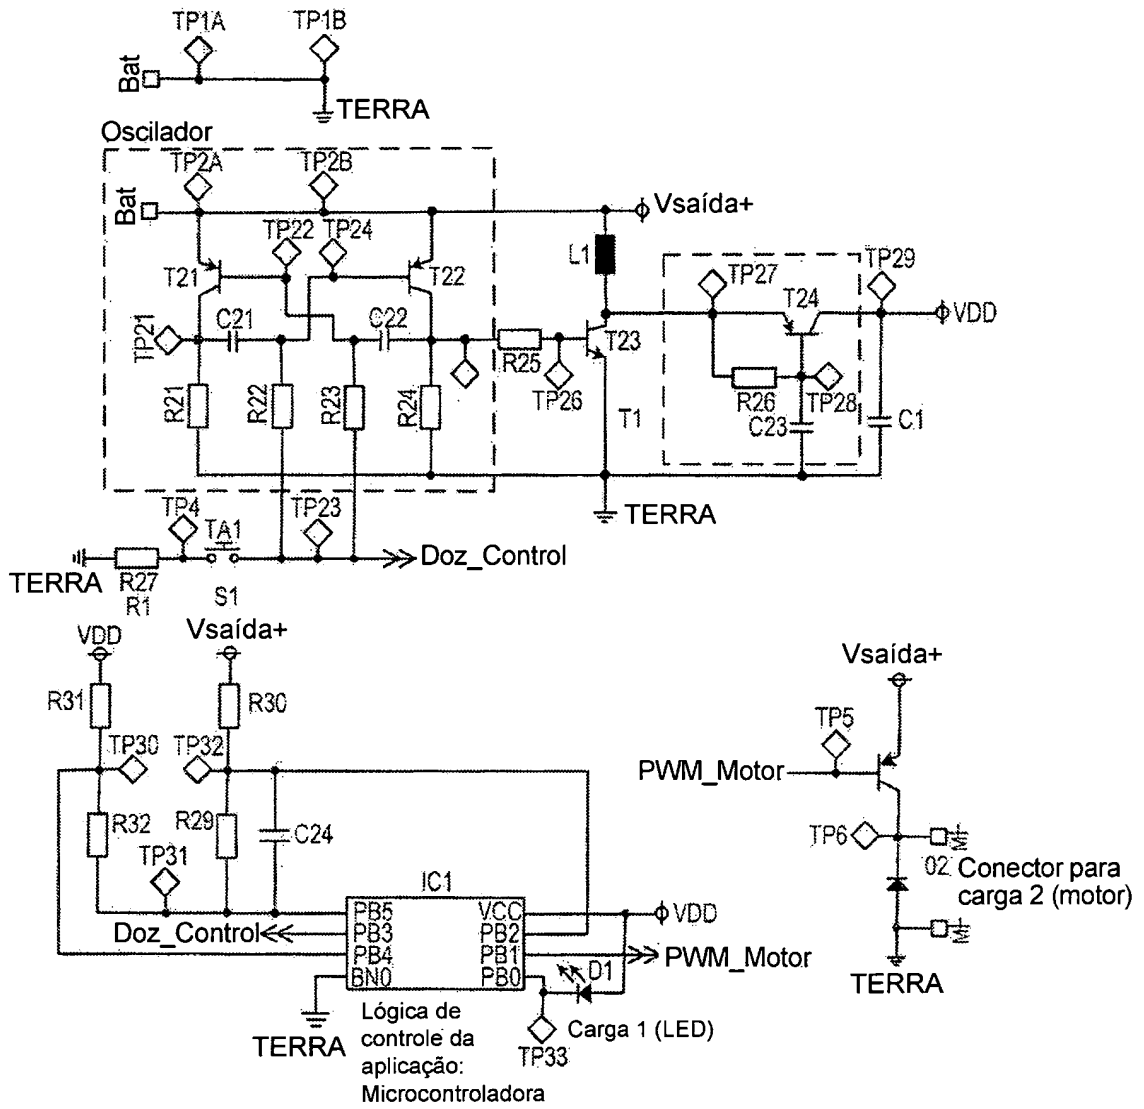 TP1A TP1B
Bat
TERRA
Oscilador
TP2A TP2B
Bat
Vsaída+
TP22 TP24
L1
TP27
TP29
T21
T22
T24
VDD
TP21
C21
C22
R25
T23
R21
R22
R23
R24
TP26
R26
TP28
T1
C23
C1
TERRA
TP4
TA1
TP23
Doz_Control
TERRA
R27
R1
S1
VDD
Vsaída+
R31
R30
TP30
TP32
R32
R29
C24
TP31
IC1
PB5
VCC
VDD
Doz_Control
PB3
PB2
PB4
PB1
PWM_Motor
BN0
PB0
D1
TERRA
Lógica de
controle da
aplicação:
Microcontroladora
TP33
Carga 1 (LED)
Vsaída+
TP5
PWM_Motor
TP6
02
Conector para
carga 2 (motor)
TERRA